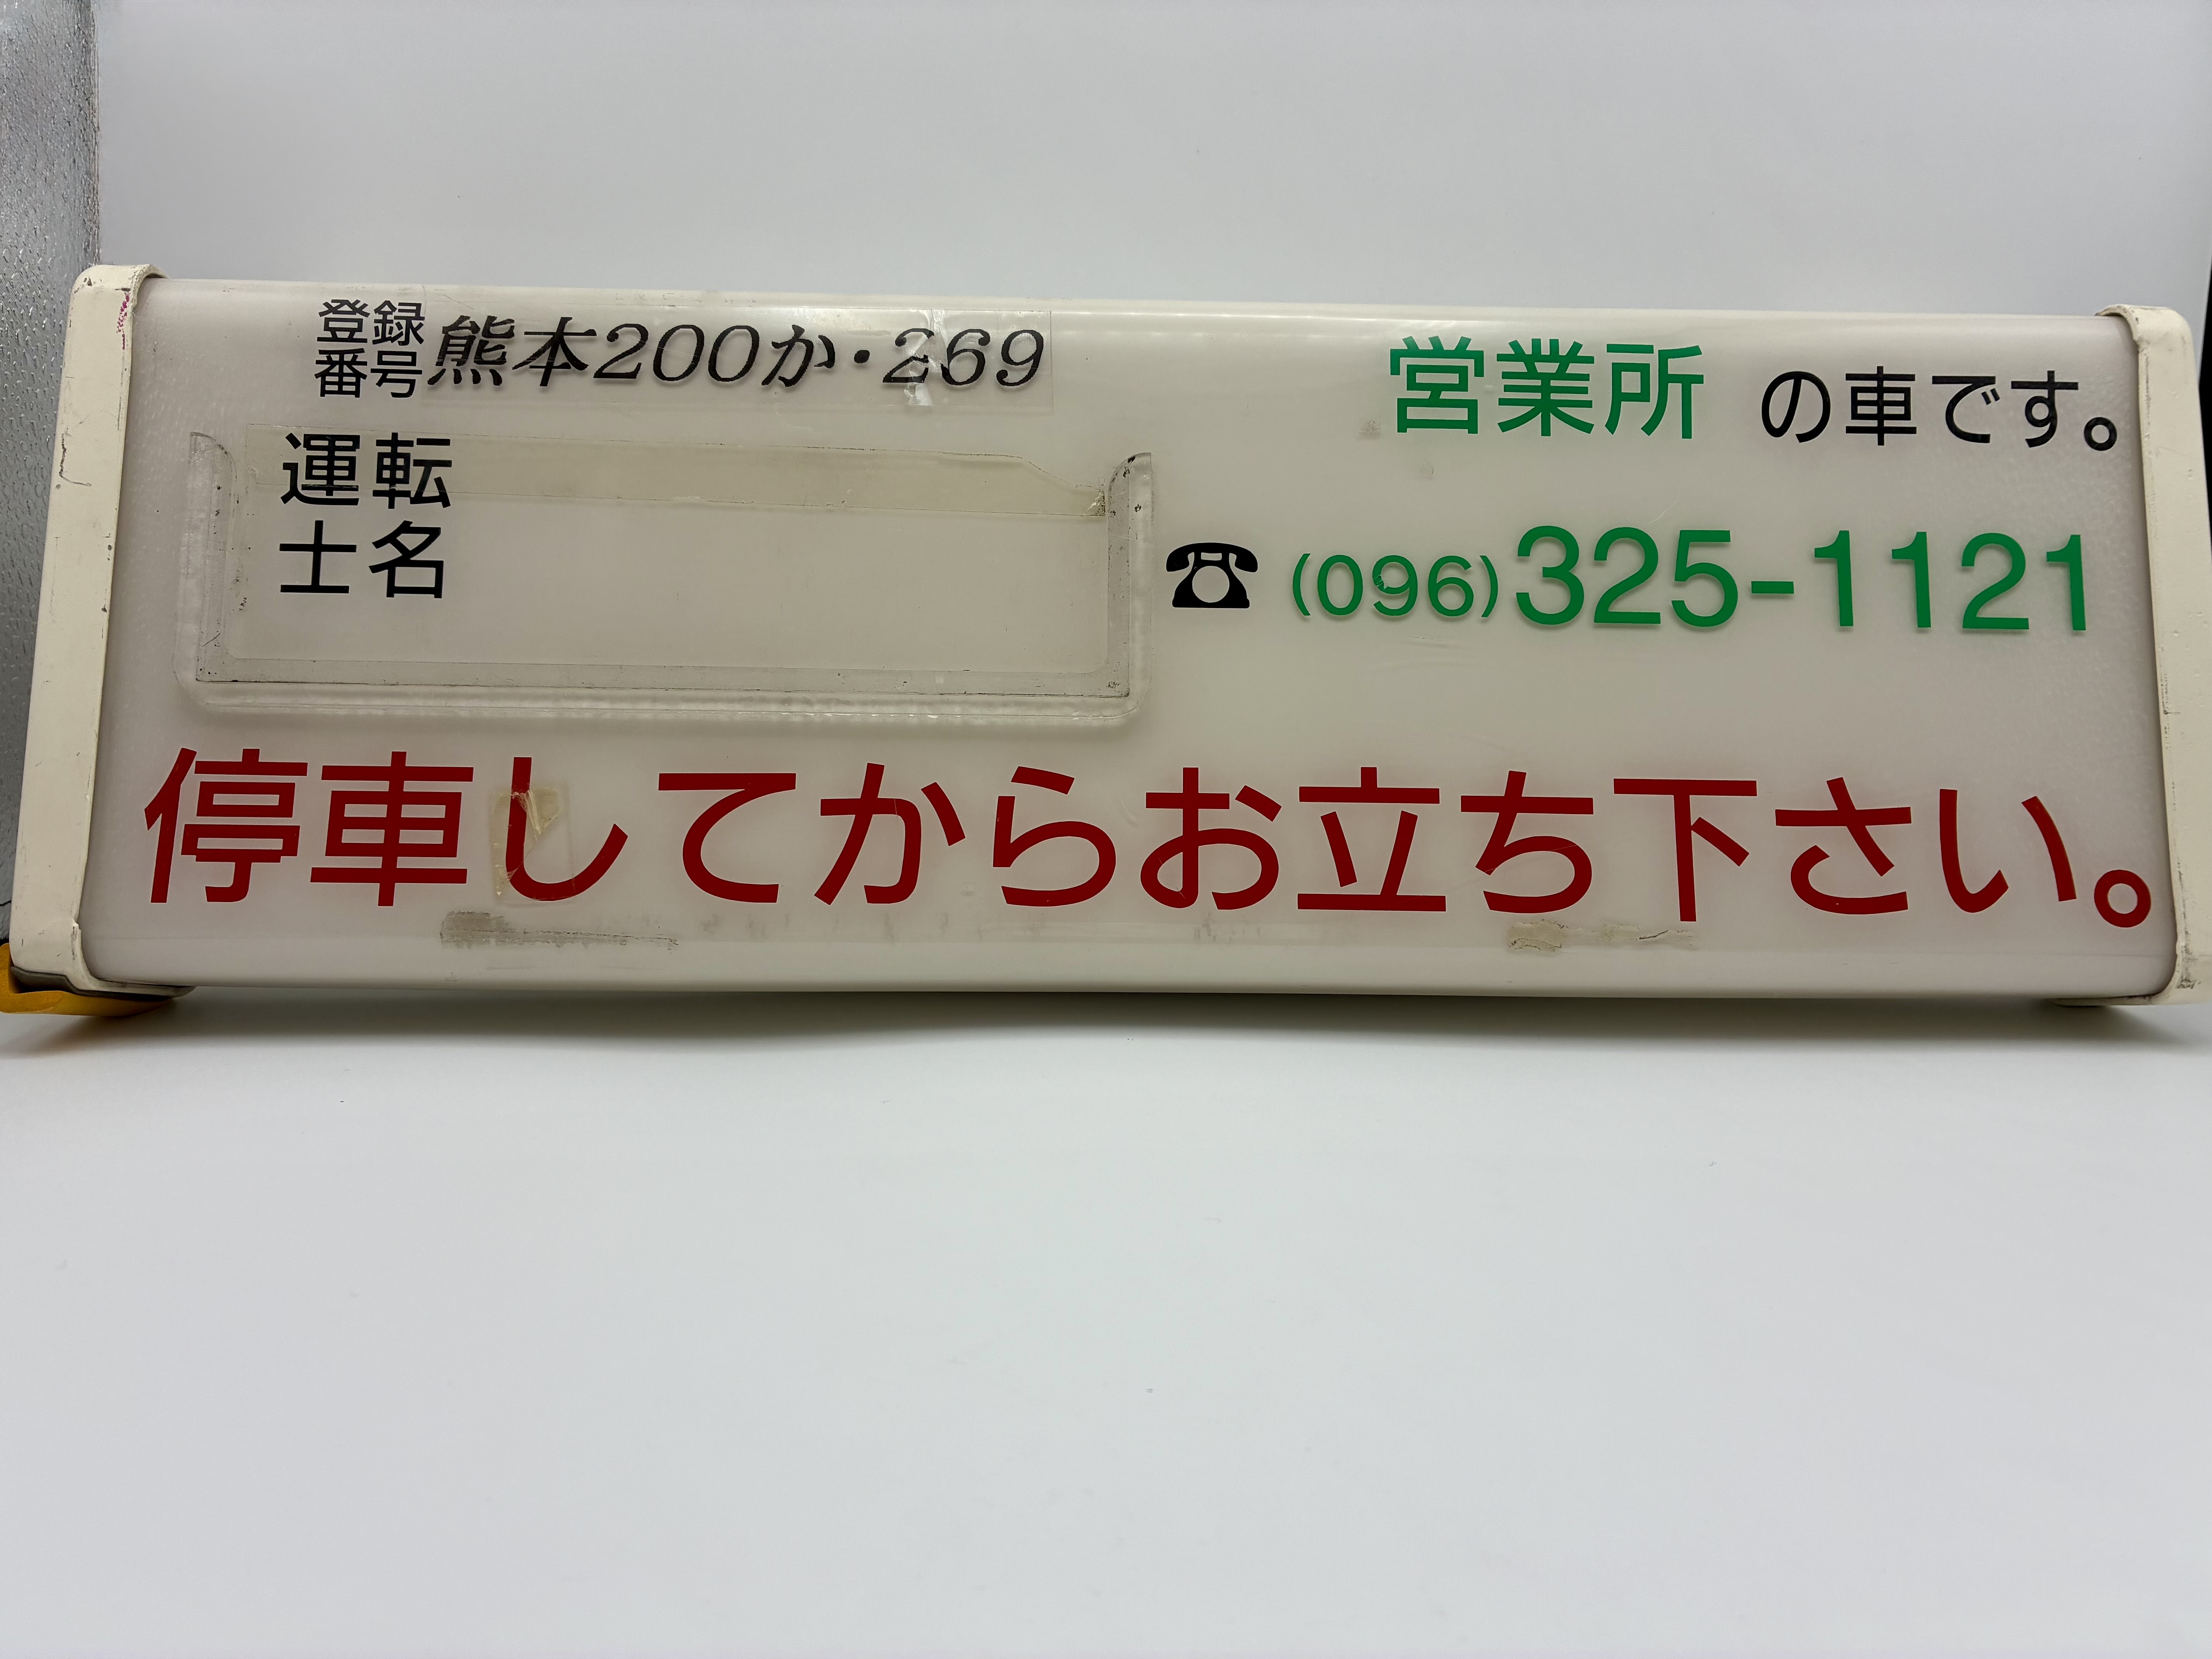 登録番号 熊本200か・269
運転士名
営業所 の車です。
☎ (096)325-1121
停車してからお立ち下さい。